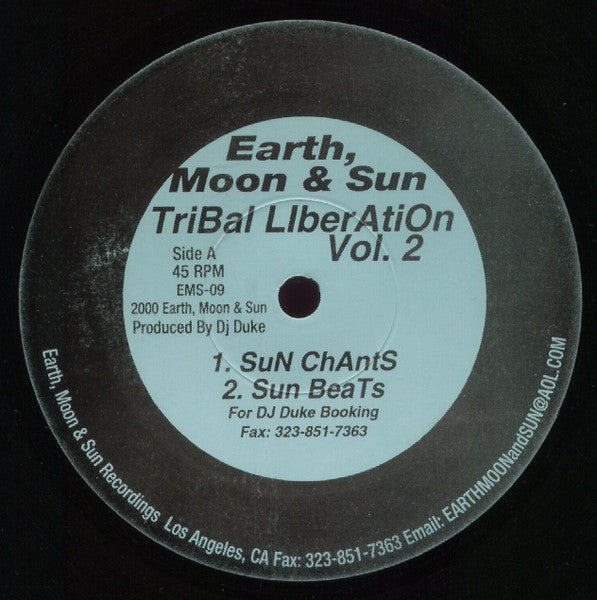 Earth,
Moon & Sun
TriBal LIberAtiOn
Vol. 2
Side A
45 RPM
EMS-09
2000 Earth, Moon & Sun
Produced By Dj Duke
1. SuN ChAntS
2. Sun BeaTs
For DJ Duke Booking
Fax: 323-851-7363
Earth, Moon & Sun Recordings Los Angeles, CA Fax: 323-851-7363 Email: EARTHMOONandSUN@AOL.COM